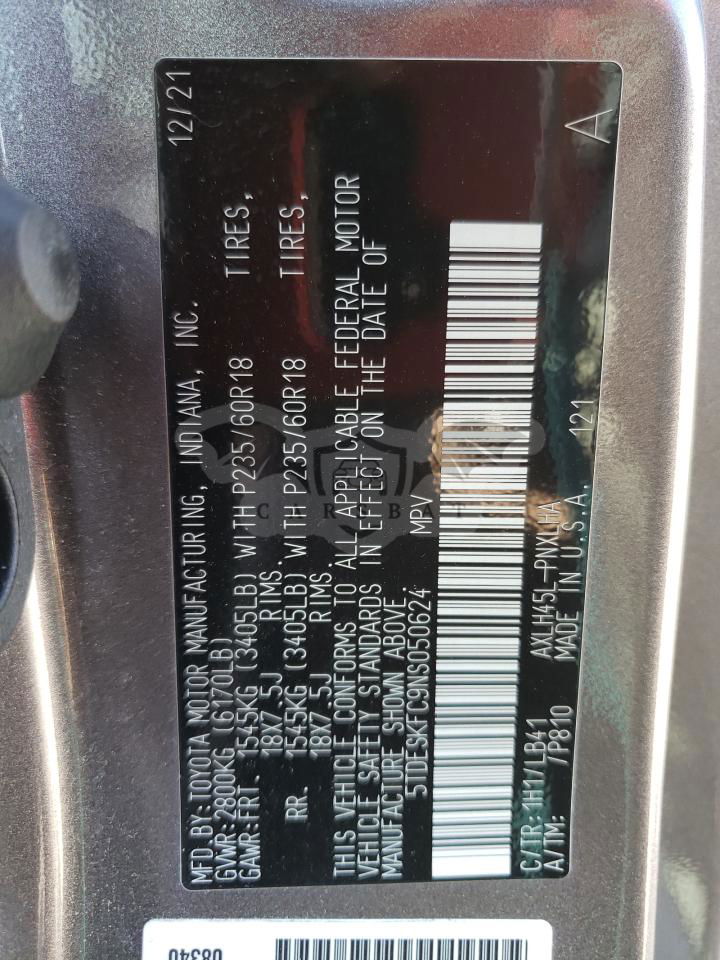 MFD. BY: TOYOTA MOTOR MANUFACTURING, INDIANA, INC. 12/21
GVWR: 2800KG (6170LB)
GAWR: FRT. 1545KG (3405LB) WITH P235/60R18 TIRES,
18X7.5J RIMS.
RR. 1545KG (3405LB) WITH P235/60R18 TIRES,
18X7.5J RIMS.
THIS VEHICLE CONFORMS TO ALL APPLICABLE FEDERAL MOTOR
VEHICLE SAFETY STANDARDS IN EFFECT ON THE DATE OF
MANUFACTURE SHOWN ABOVE.
5TDESKFC9NS050624 MPV
C/TR: 1H1/LB41 AXLH45L-PNXLHA
A/TM: /P810 MADE IN U.S.A. 121
A
08340
CARSBAT